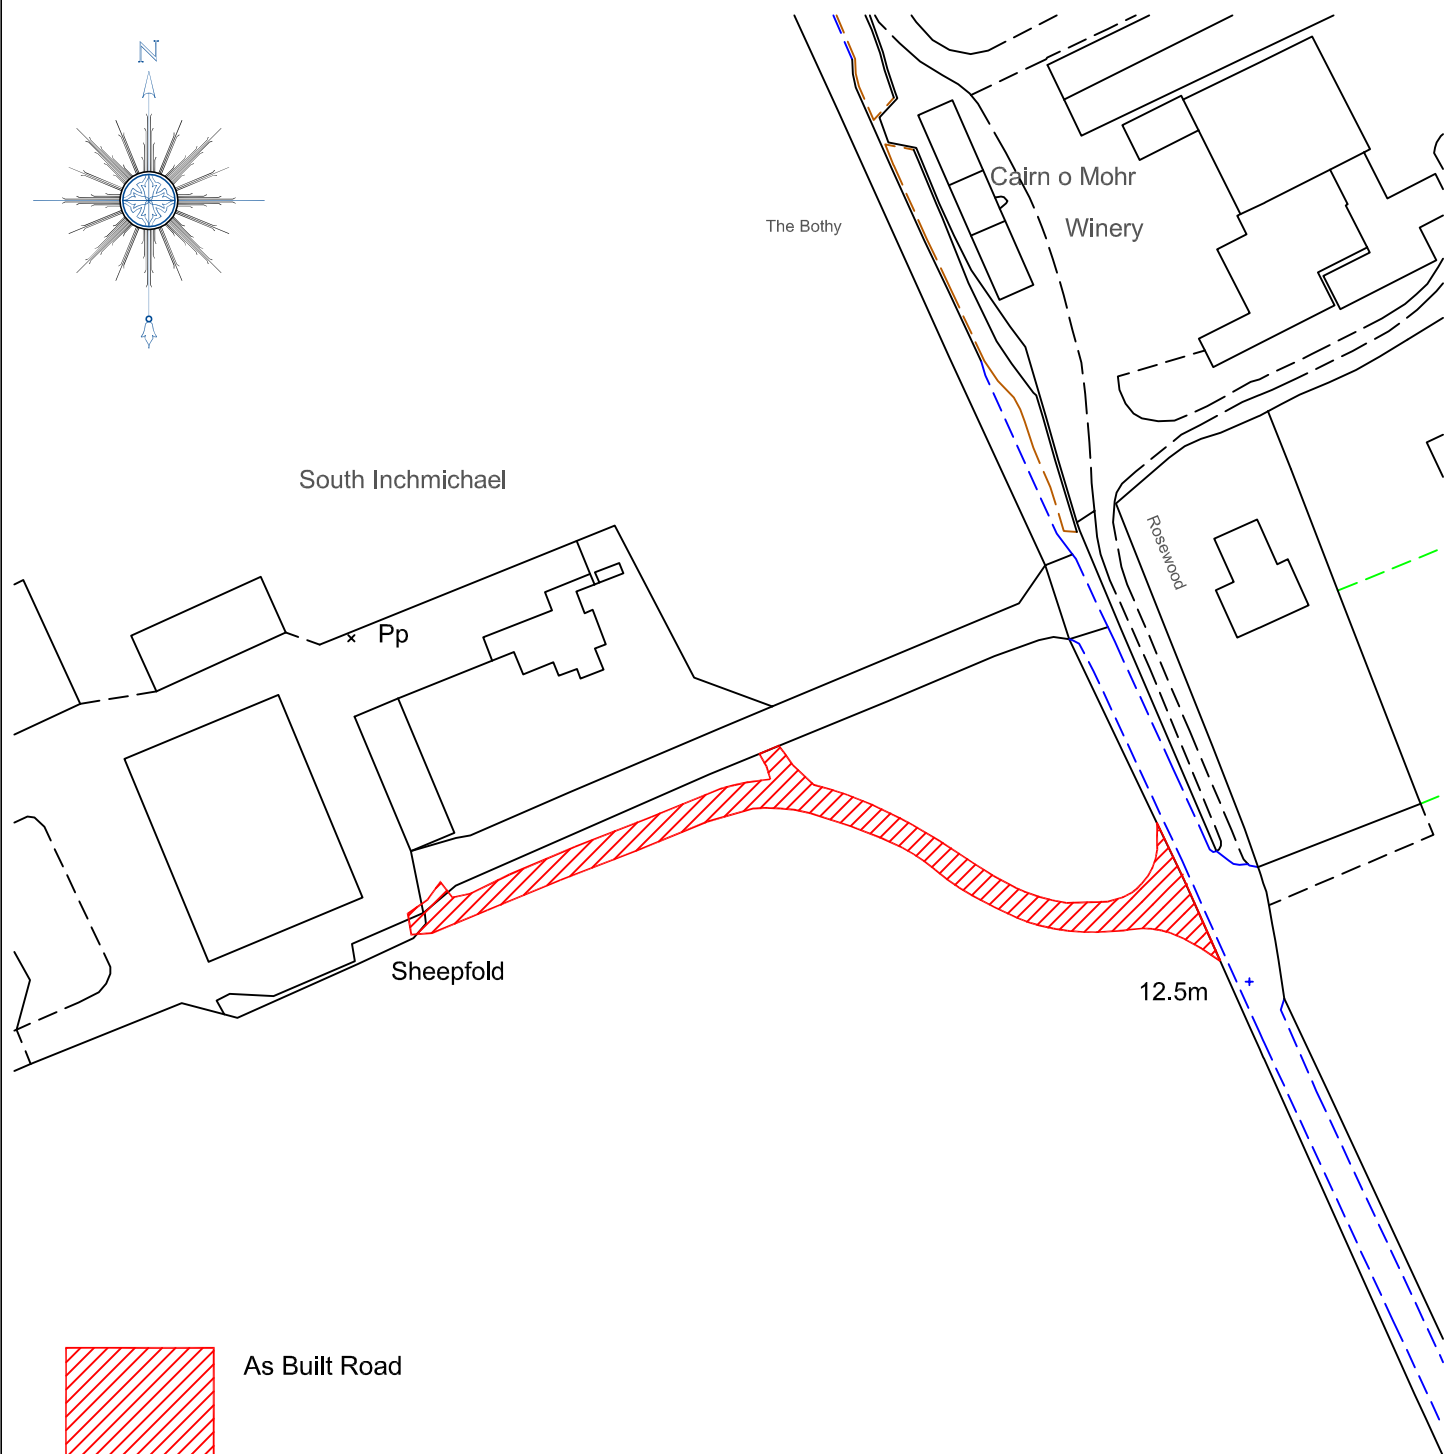 N
Cairn o Mohr
Winery
The Bothy
South Inchmichael
Rosewood
Pp
Sheepfold
12.5m
As Built Road